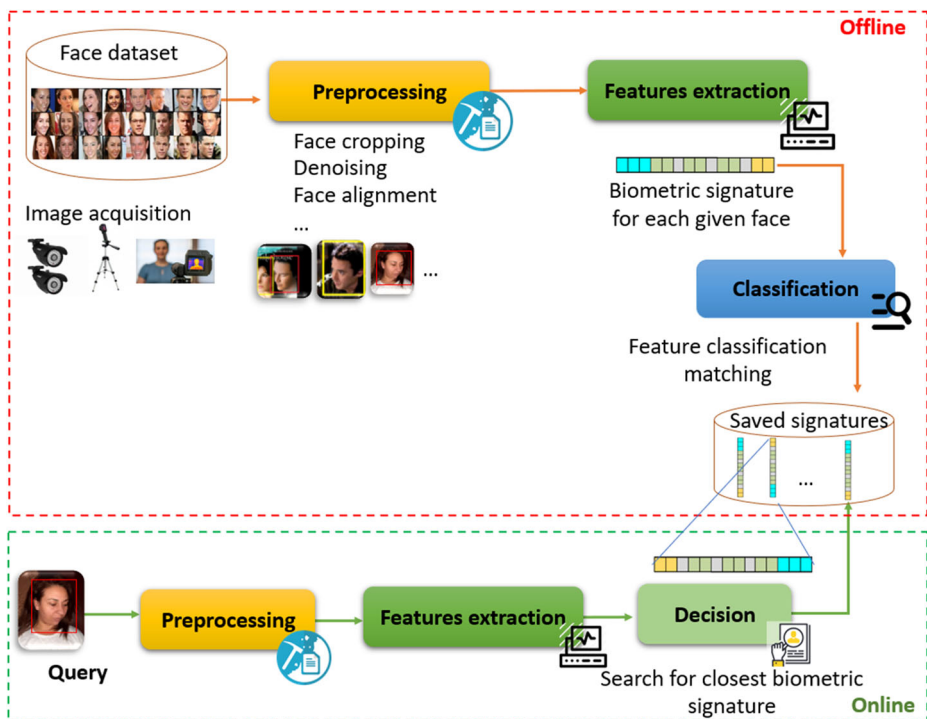 Offline
Face dataset
Preprocessing
Features extraction
Face cropping
Denoising
Face alignment
...
...
Image acquisition
Biometric signature
for each given face
Classification
Feature classification
matching
Saved signatures
...
Query
Preprocessing
Features extraction
Decision
Search for closest biometric
signature
Online